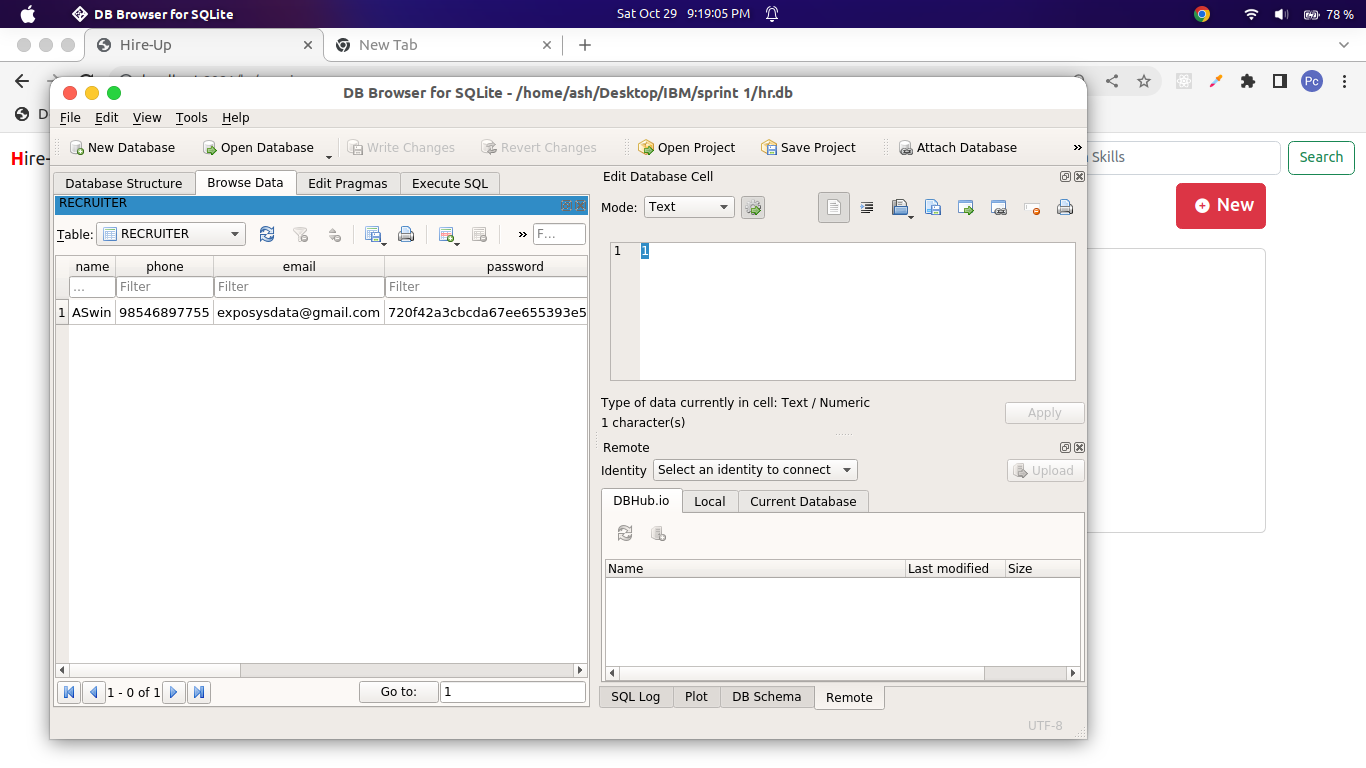 DB Browser for SQLite
Sat Oct 29 9:19:05 PM
78 %
Hire-Up
New Tab
Pc
D
DB Browser for SQLite - /home/ash/Desktop/IBM/sprint 1/hr.db
File Edit View Tools Help
New Database Open Database Write Changes Revert Changes Open Project Save Project Attach Database »
Hire-
Skills
Search
New
Database Structure Browse Data Edit Pragmas Execute SQL
RECRUITER
Table: RECRUITER
» F...
name phone email password
... Filter Filter Filter
1 ASwin 98546897755 exposysdata@gmail.com 720f42a3cbcda67ee655393e5
1 - 0 of 1
Go to: 1
Edit Database Cell
Mode: Text
1 1
Type of data currently in cell: Text / Numeric
1 character(s)
Apply
Remote
Identity Select an identity to connect
Upload
DBHub.io Local Current Database
Name Last modified Size
SQL Log Plot DB Schema Remote
UTF-8